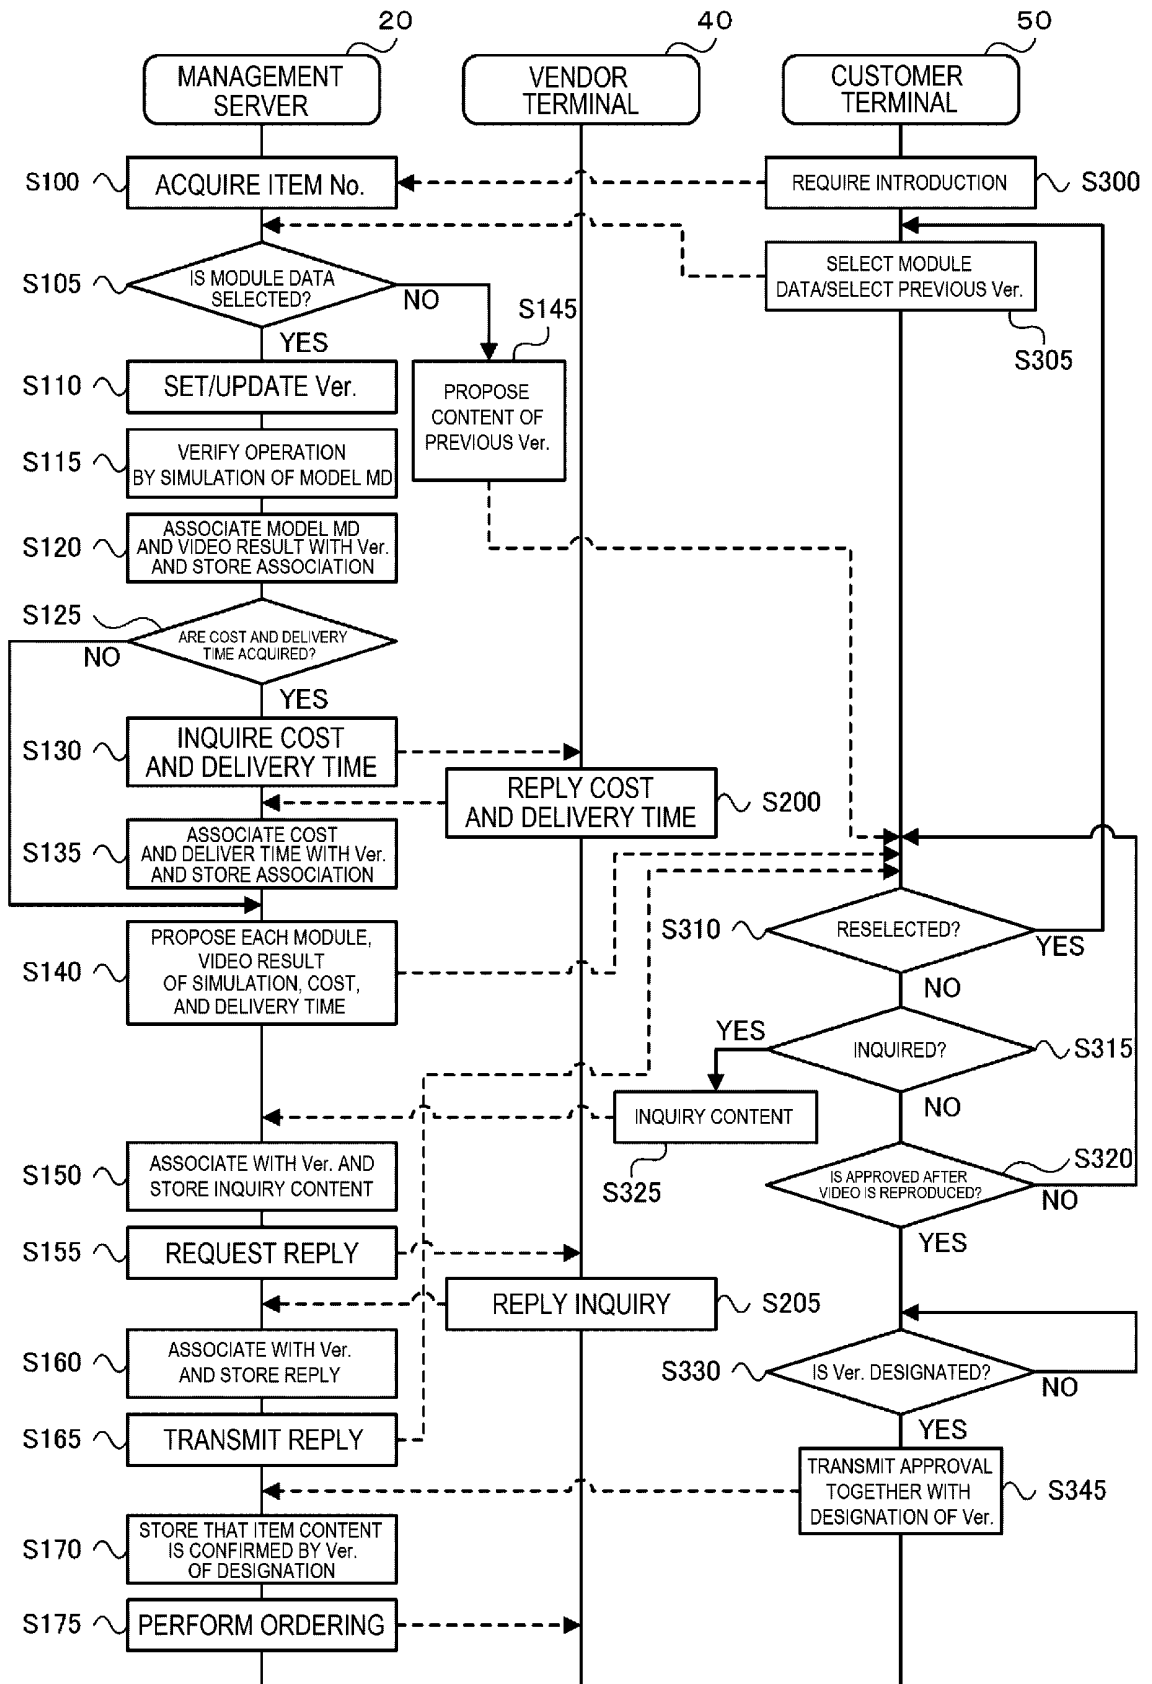 20
40
50
MANAGEMENT
SERVER
VENDOR
TERMINAL
CUSTOMER
TERMINAL
S100
ACQUIRE ITEM No.
REQUIRE INTRODUCTION
S300
S105
IS MODULE DATA
SELECTED?
NO
YES
SELECT MODULE
DATA/SELECT PREVIOUS Ver.
S305
S145
PROPOSE
CONTENT OF
PREVIOUS Ver.
S110
SET/UPDATE Ver.
S115
VERIFY OPERATION
BY SIMULATION OF MODEL MD
S120
ASSOCIATE MODEL MD
AND VIDEO RESULT WITH Ver.
AND STORE ASSOCIATION
S125
ARE COST AND DELIVERY
TIME ACQUIRED?
NO
YES
S130
INQUIRE COST
AND DELIVERY TIME
REPLY COST
AND DELIVERY TIME
S200
S135
ASSOCIATE COST
AND DELIVER TIME WITH Ver.
AND STORE ASSOCIATION
S140
PROPOSE EACH MODULE,
VIDEO RESULT
OF SIMULATION, COST,
AND DELIVERY TIME
S310
RESELECTED?
YES
NO
YES
INQUIRED?
S315
NO
INQUIRY CONTENT
S325
S150
ASSOCIATE WITH Ver. AND
STORE INQUIRY CONTENT
IS APPROVED AFTER
VIDEO IS REPRODUCED?
S320
NO
YES
S155
REQUEST REPLY
REPLY INQUIRY
S205
S160
ASSOCIATE WITH Ver.
AND STORE REPLY
S330
IS Ver. DESIGNATED?
NO
YES
S165
TRANSMIT REPLY
TRANSMIT APPROVAL
TOGETHER WITH
DESIGNATION OF Ver.
S345
S170
STORE THAT ITEM CONTENT
IS CONFIRMED BY Ver.
OF DESIGNATION
S175
PERFORM ORDERING